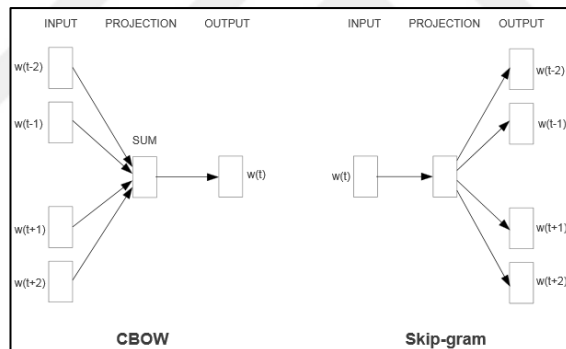 INPUT PROJECTION OUTPUT
w(t-2)
w(t-1)
SUM
w(t)
w(t+1)
w(t+2)
CBOW
INPUT PROJECTION OUTPUT
w(t-2)
w(t-1)
w(t)
w(t+1)
w(t+2)
Skip-gram